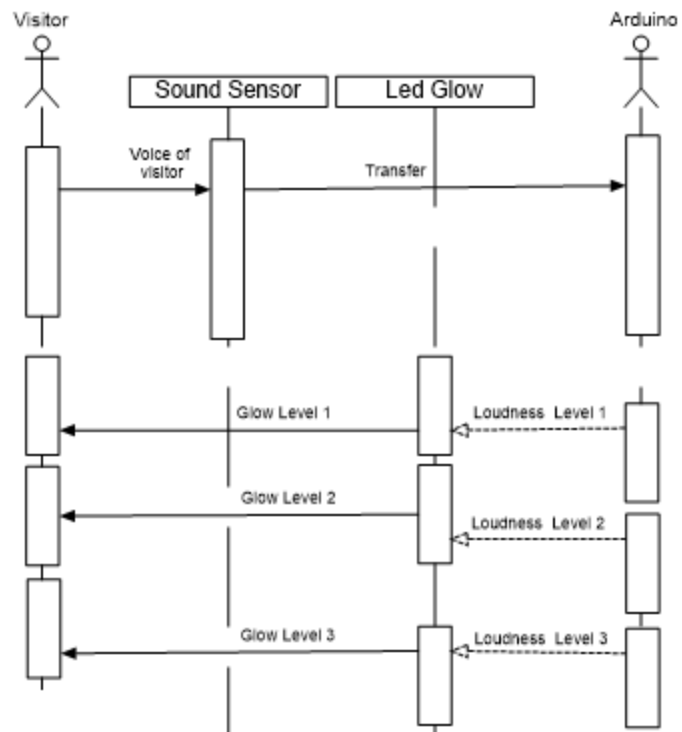 Visitor
Arduino
Sound Sensor
Led Glow
Voice of
visitor
Transfer
Glow Level 1
Loudness Level 1
Glow Level 2
Loudness Level 2
Glow Level 3
Loudness Level 3